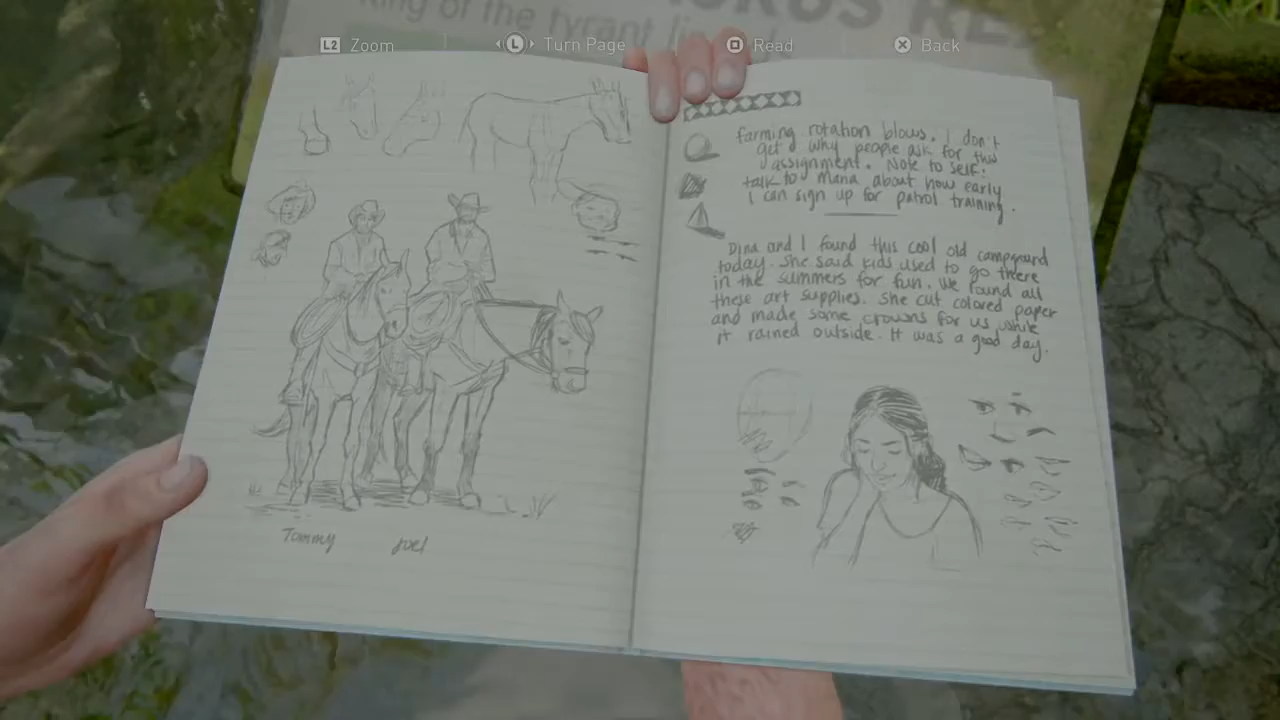 King of the tyrant
L2 Zoom
L Turn Page
Read
Back
farming rotation blows. I don't
get why people ask for this
assignment. Note to self:
talk to Maria about how early
I can sign up for patrol training.
Dina and I found this cool old campground
today. She said kids used to go there
in the summers for fun. We found all
these art supplies. She cut colored paper
and made some crowns for us while
it rained outside. It was a good day.
Tommy
Joel